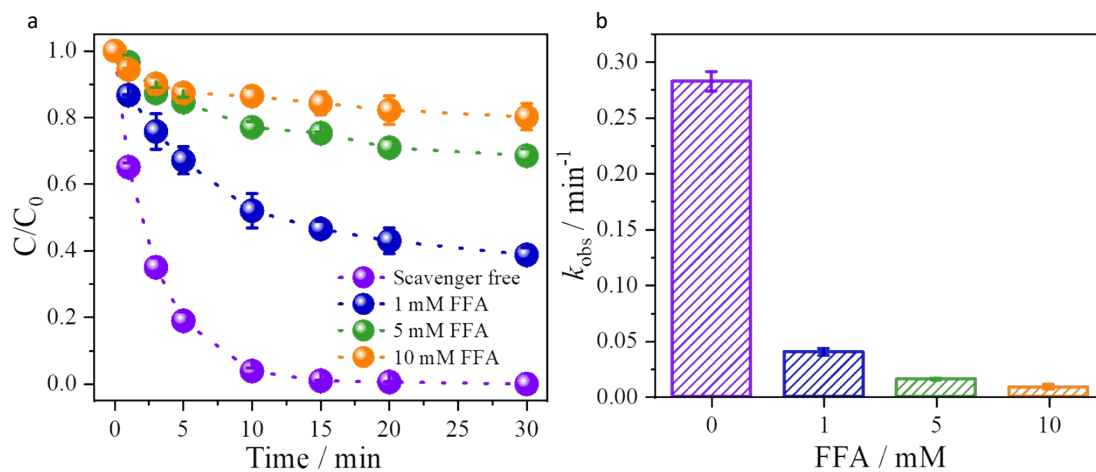 a
1.0
0.8
0.6
0.4
0.2
0.0
C/C0
Scavenger free
1 mM FFA
5 mM FFA
10 mM FFA
0 5 10 15 20 25 30
Time / min
b
0.30
0.25
0.20
0.15
0.10
0.05
0.00
kobs / min-1
0 1 5 10
FFA / mM